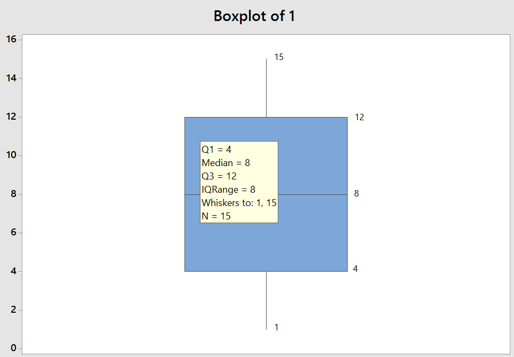 Boxplot of 1
16
14
12
10
8
6
4
2
0
15
12
8
4
1
Q1 = 4
Median = 8
Q3 = 12
IQRange = 8
Whiskers to: 1, 15
N = 15